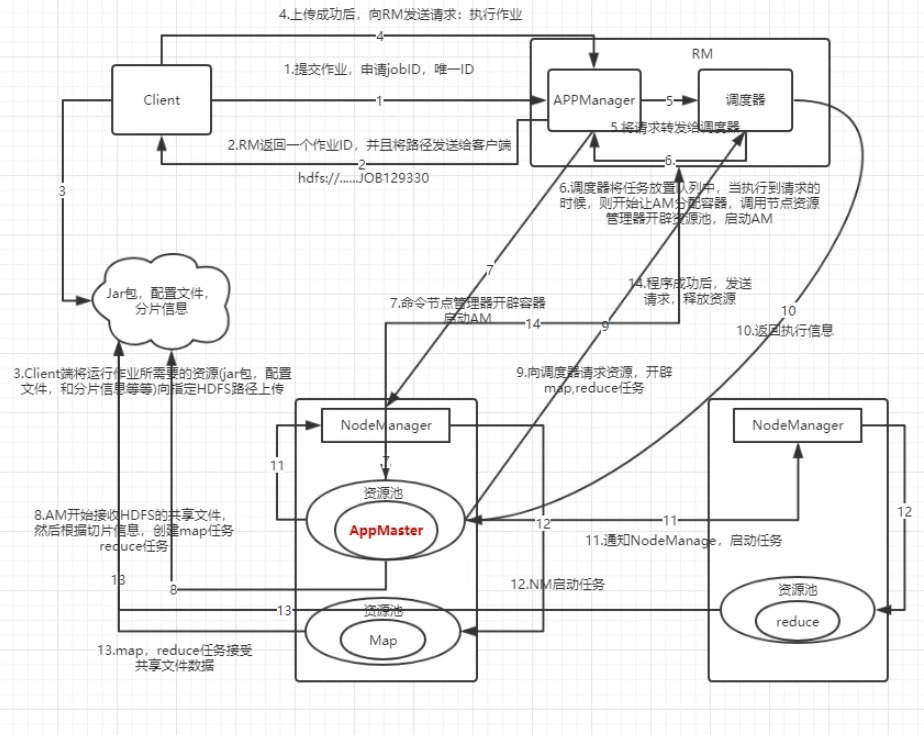 4.上传成功后，向RM发送请求：执行作业
4
RM
1.提交作业，申请jobID，唯一ID
Client
1
APPManager
5
调度器
5.将请求转发给调度器
2.RM返回一个作业ID，并且将路径发送给客户端
2
hdfs://......JOB129330
6.
3
6.调度器将任务放置队列中，当执行到请求的
时候，则开始让AM分配容器，调用节点资源
管理器开辟资源池，启动AM
7
Jar包，配置文件，
分片信息
14.程序成功后，发送
请求，释放资源
7.命令节点管理器开辟容器
启动AM
14
9
10
10.返回执行信息
3.Client端将运行作业所需要的资源(jar包，配置
文件，和分片信息等等)向指定HDFS路径上传
9.向调度器请求资源，开辟
map,reduce任务
NodeManager
NodeManager
11
7
资源池
AppMaster
8.AM开始接收HDFS的共享文件，
然后根据切片信息，创建map任务
reduce任务
12
11
12
11.通知NodeManage，启动任务
13
8
12.NM启动任务
资源池
13
资源池
reduce
Map
13.map，reduce任务接受
共享文件数据